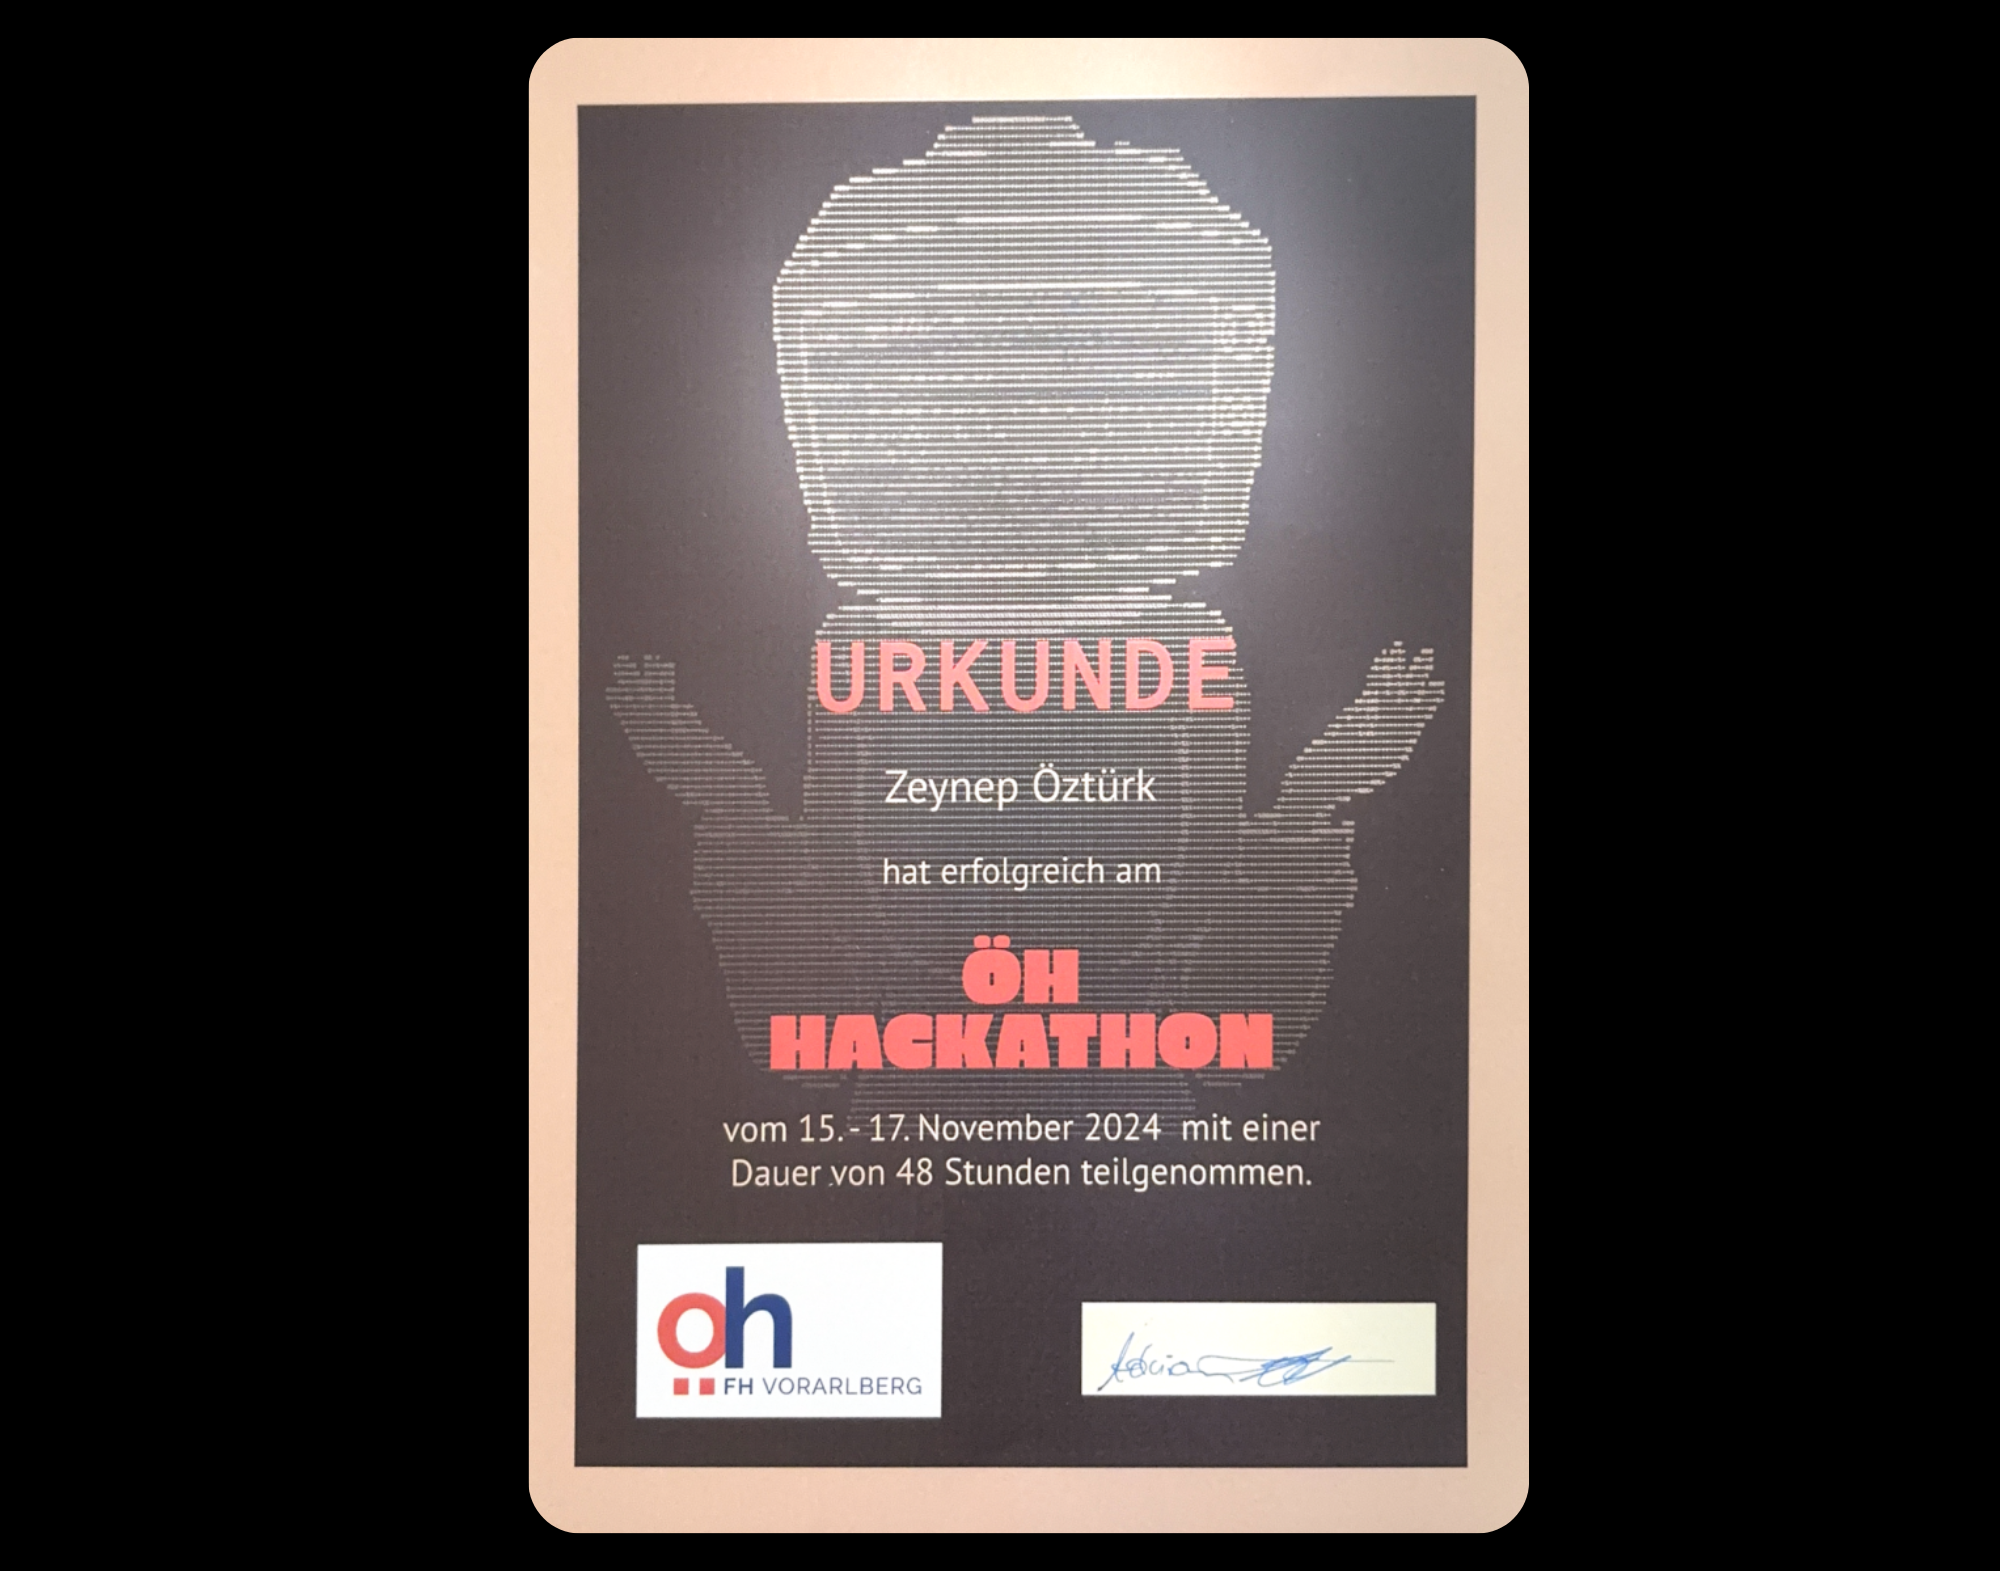 URKUNDE
Zeynep Öztürk
hat erfolgreich am
ÖH
HACKATHON
vom 15. - 17. November 2024 mit einer
Dauer von 48 Stunden teilgenommen.
oh
FH VORARLBERG